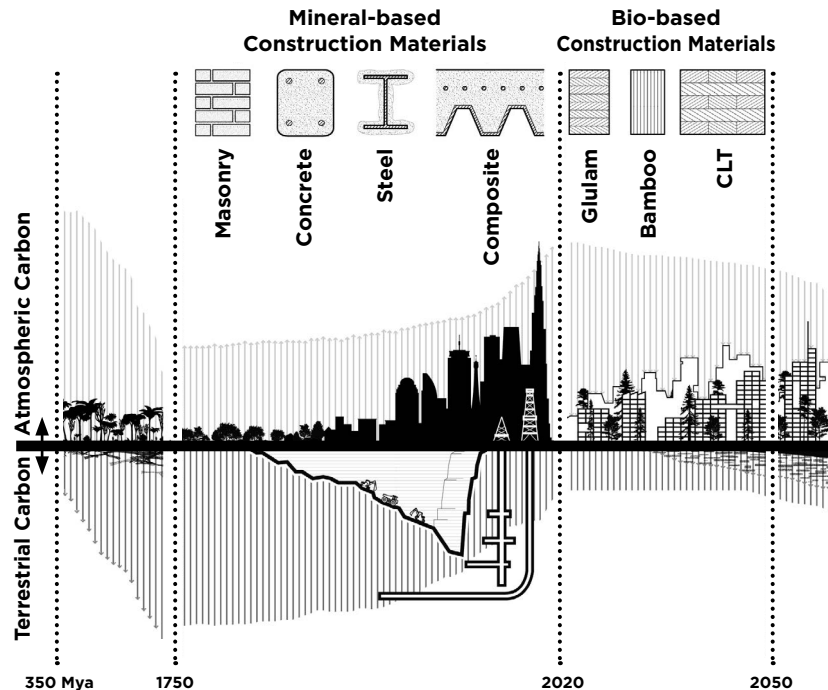 Mineral-based
Construction Materials
Bio-based
Construction Materials
Masonry
Concrete
Steel
Composite
Glulam
Bamboo
CLT
Atmospheric Carbon
Terrestrial Carbon
350 Mya
1750
2020
2050